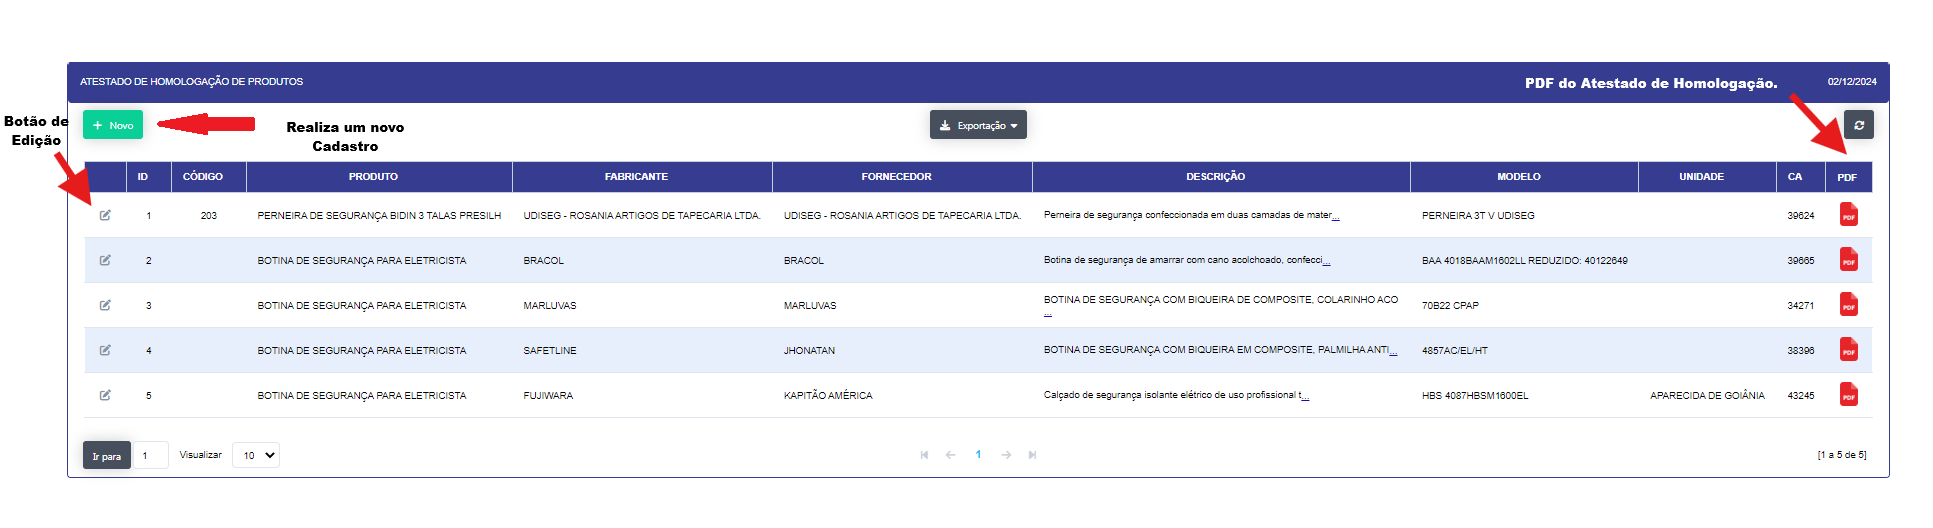 ATESTADO DE HOMOLOGAÇÃO DE PRODUTOS
PDF do Atestado de Homologação.
02/12/2024
Botão de
Edição
+ Novo
Realiza um novo
Cadastro
Exportação
ID CÓDIGO PRODUTO FABRICANTE FORNECEDOR DESCRIÇÃO MODELO UNIDADE CA PDF
1 203 PERNEIRA DE SEGURANÇA BIDIN 3 TALAS PRESILH UDISEG - ROSANIA ARTIGOS DE TAPECARIA LTDA. UDISEG - ROSANIA ARTIGOS DE TAPECARIA LTDA. Perneira de segurança confeccionada em duas camadas de mater... PERNEIRA 3T V UDISEG 39624 PDF
2 BOTINA DE SEGURANÇA PARA ELETRICISTA BRACOL BRACOL Botina de segurança de amarrar com cano acolchoado, confecci... BAA 4018BAAM1602LL REDUZIDO: 40122649 39665 PDF
3 BOTINA DE SEGURANÇA PARA ELETRICISTA MARLUVAS MARLUVAS BOTINA DE SEGURANÇA COM BIQUEIRA DE COMPOSITE, COLARINHO ACO
... 70B22 CPAP 34271 PDF
4 BOTINA DE SEGURANÇA PARA ELETRICISTA SAFETLINE JHONATAN BOTINA DE SEGURANÇA COM BIQUEIRA EM COMPOSITE, PALMILHA ANTI... 4857AC/EL/HT 38396 PDF
5 BOTINA DE SEGURANÇA PARA ELETRICISTA FUJIWARA KAPITÃO AMÉRICA Calçado de segurança isolante elétrico de uso profissional t... HBS 4087HBSM1600EL APARECIDA DE GOIÂNIA 43245 PDF
Ir para 1 Visualizar 10 1 [1 a 5 de 5]